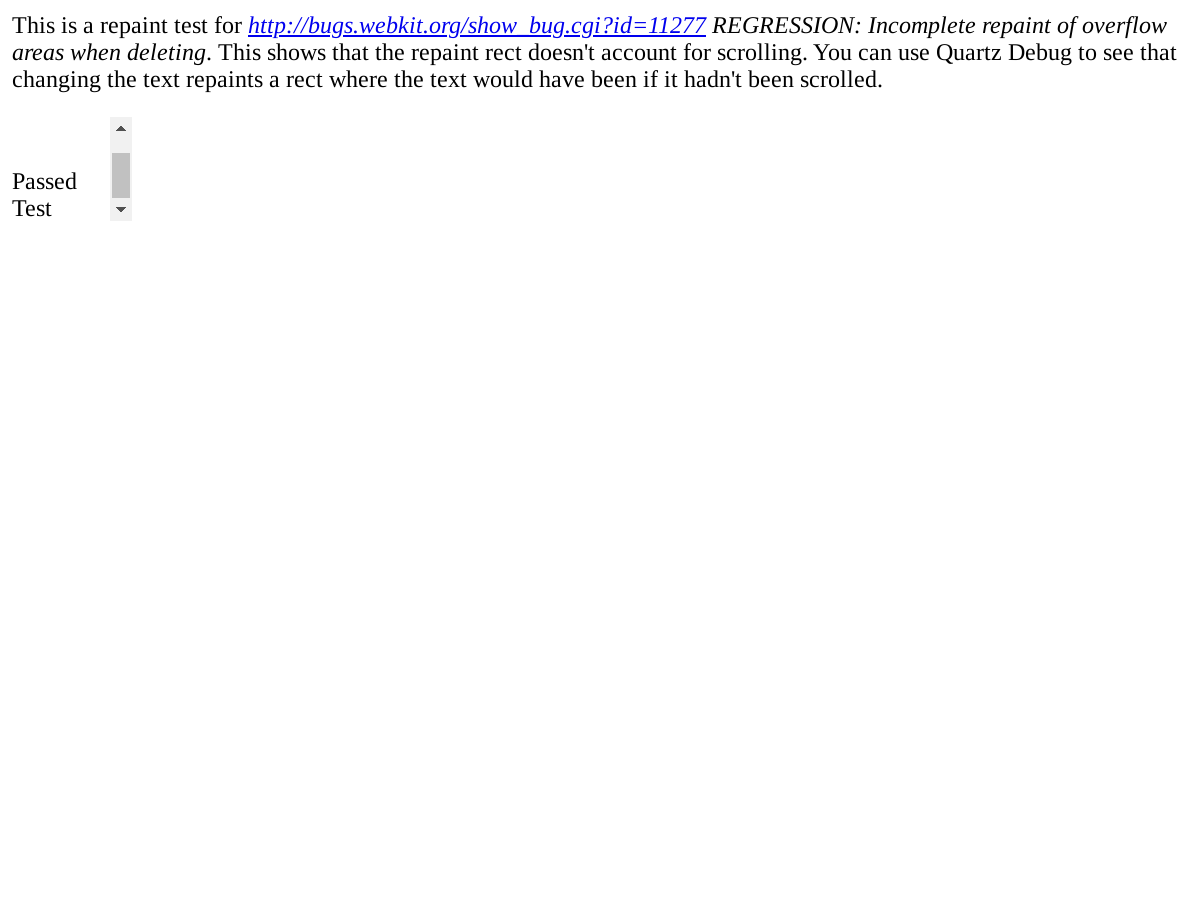 This is a repaint test for http://bugs.webkit.org/show_bug.cgi?id=11277 REGRESSION: Incomplete repaint of overflow
areas when deleting. This shows that the repaint rect doesn't account for scrolling. You can use Quartz Debug to see that
changing the text repaints a rect where the text would have been if it hadn't been scrolled.
Passed
Test